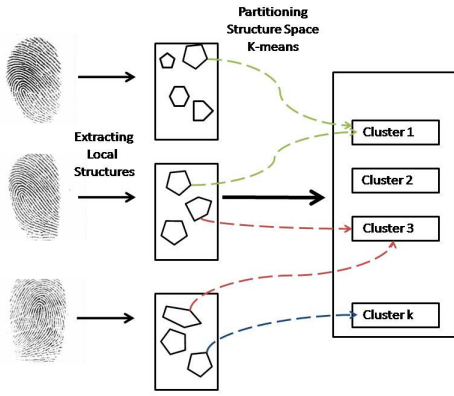 Partitioning
Structure Space
K-means
Extracting
Local
Structures
Cluster 1
Cluster 2
Cluster 3
Cluster k